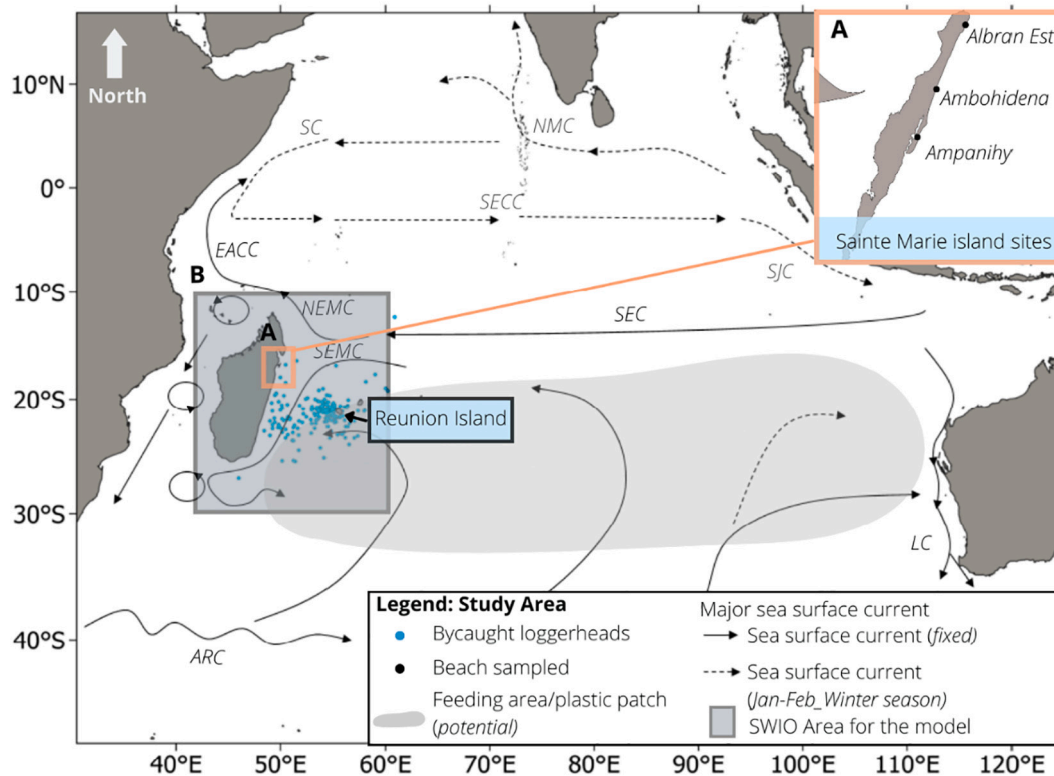 North
10°N
0°
10°S
20°S
30°S
40°S
40°E
50°E
60°E
70°E
80°E
90°E
100°E
110°E
120°E
SC
NMC
SECC
EACC
SJC
B
NEMC
SEC
A
SEMC
Reunion Island
LC
ARC
A
Albran Est
Ambohidena
Ampanihy
Sainte Marie island sites
Legend: Study Area
Bycaught loggerheads
Beach sampled
Feeding area/plastic patch
(potential)
Major sea surface current
Sea surface current (fixed)
Sea surface current
(Jan-Feb_Winter season)
SWIO Area for the model